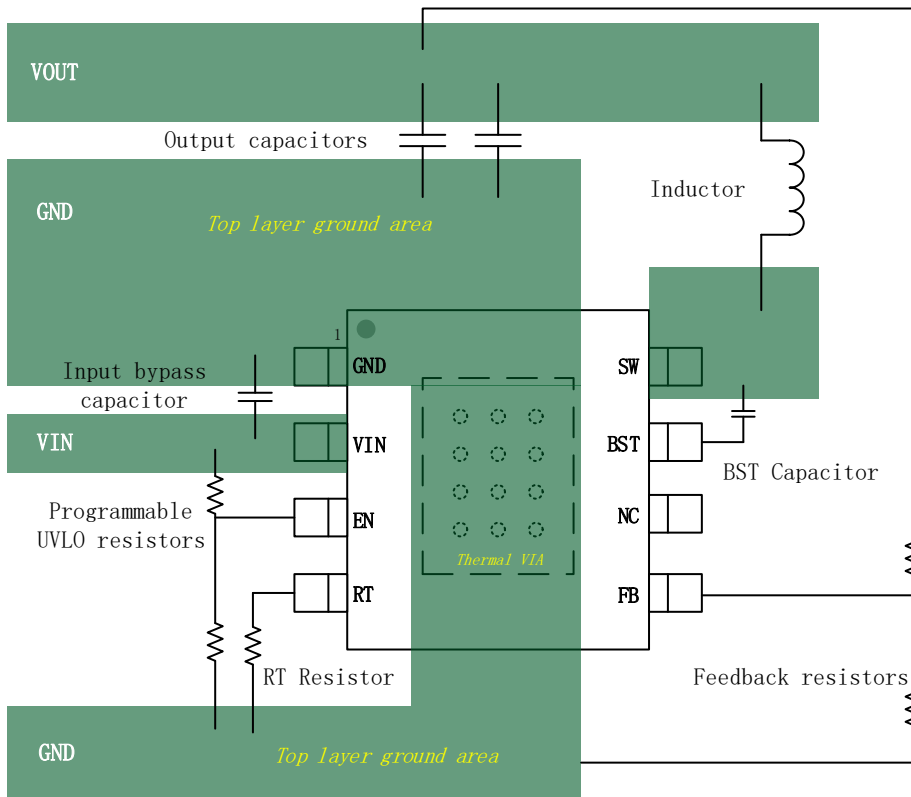 VOUT
Output capacitors
Inductor
GND
Top layer ground area
1
GND
SW
Input bypass
capacitor
VIN
VIN
BST
BST Capacitor
Programmable
UVLO resistors
EN
NC
Thermal VIA
RT
FB
RT Resistor
Feedback resistors
GND
Top layer ground area